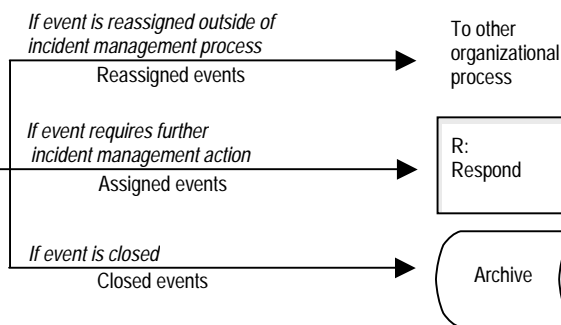 If event is reassigned outside of
incident management process
Reassigned events
To other
organizational
process
If event requires further
incident management action
Assigned events
R:
Respond
If event is closed
Closed events
Archive